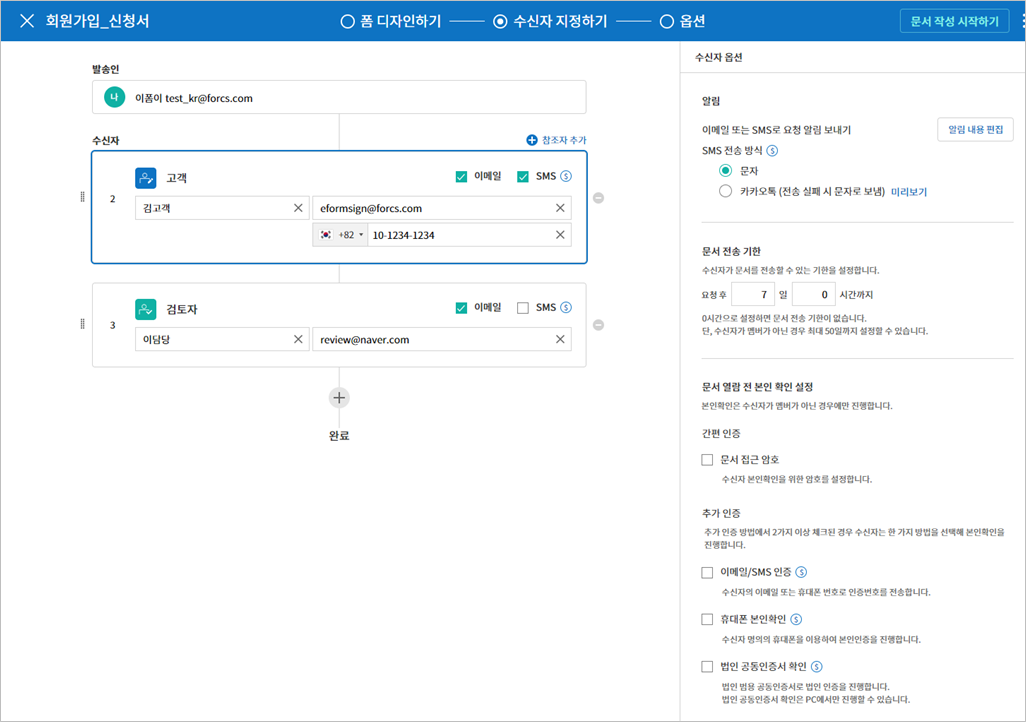 회원가입_신청서
폼 디자인하기
수신자 지정하기
옵션
문서 작성 시작하기
발송인
나
이폼이 test_kr@forcs.com
수신자
참조자 추가
2
고객
이메일
SMS
김고객
eformsign@forcs.com
+82
10-1234-1234
3
검토자
이메일
SMS
이담당
review@naver.com
완료
수신자 옵션
알림
이메일 또는 SMS로 요청 알림 보내기
알림 내용 편집
SMS 전송 방식
문자
카카오톡 (전송 실패 시 문자로 보냄) 미리보기
문서 전송 기한
수신자가 문서를 전송할 수 있는 기한을 설정합니다.
요청 후 7 일 0 시간까지
0시간으로 설정하면 문서 전송 기한이 없습니다.
단, 수신자가 멤버가 아닌 경우 최대 50일까지 설정할 수 있습니다.
문서 열람 전 본인 확인 설정
본인확인은 수신자가 멤버가 아닌 경우에만 진행합니다.
간편 인증
문서 접근 암호
수신자 본인확인을 위한 암호를 설정합니다.
추가 인증
추가 인증 방법에서 2가지 이상 체크된 경우 수신자는 한 가지 방법을 선택해 본인확인을
진행합니다.
이메일/SMS 인증
수신자의 이메일 또는 휴대폰 번호로 인증번호를 전송합니다.
휴대폰 본인확인
수신자 명의의 휴대폰을 이용하여 본인인증을 진행합니다.
법인 공동인증서 확인
법인 범용 공동인증서로 법인 인증을 진행합니다.
법인 공동인증서 확인은 PC에서만 진행할 수 있습니다.